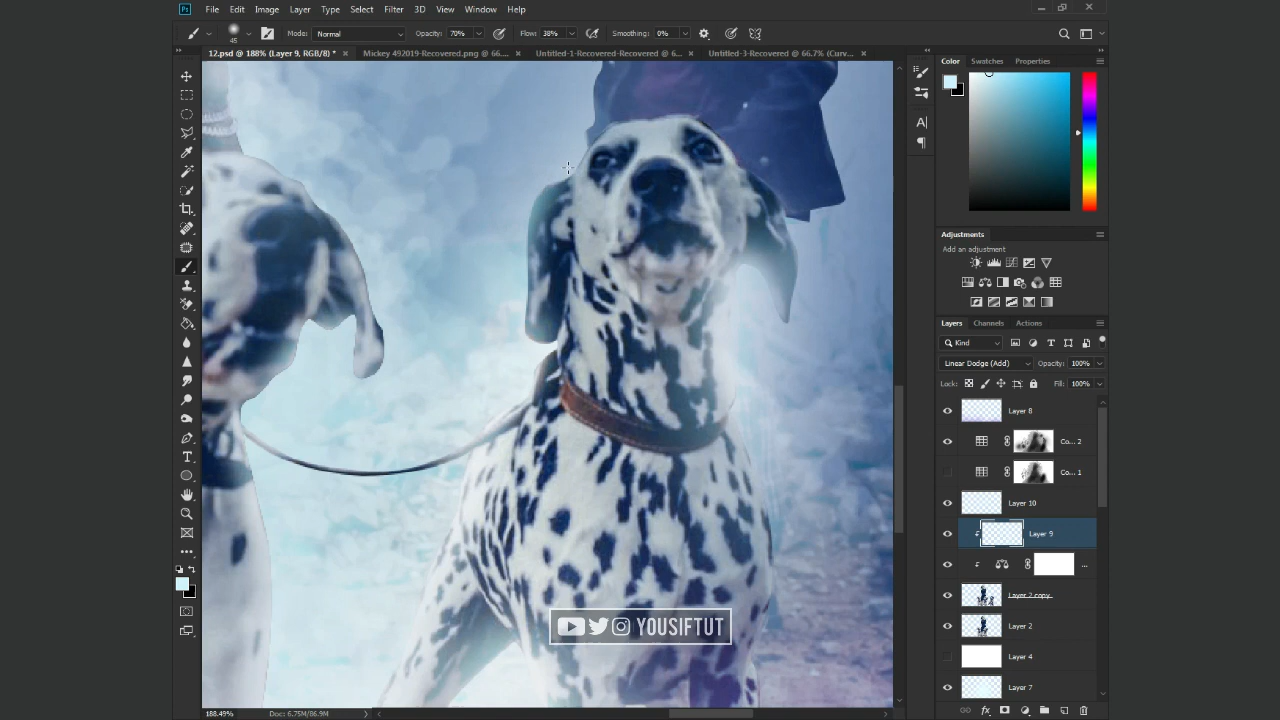 Ps File Edit Image Layer Type Select Filter 3D View Window Help
45 Mode: Normal Opacity: 70% Flow: 38% Smoothing: 0%
12.psd @ 188% (Layer 9, RGB/8) * × Mickey 492019-Recovered.png @ 66.... × Untitled-1-Recovered-Recovered @ 6... × Untitled-3-Recovered @ 66.7% (Curv... ×
Color Swatches Properties
Adjustments
Add an adjustment
Layers Channels Actions
Kind
Linear Dodge (Add) Opacity: 100%
Lock: Fill: 100%
Layer 8
Co... 2
Co... 1
Layer 10
Layer 9
...
Layer 2 copy
Layer 2
Layer 4
Layer 7
YOUSIFTUT
188.49% Doc: 6.75M/86.9M